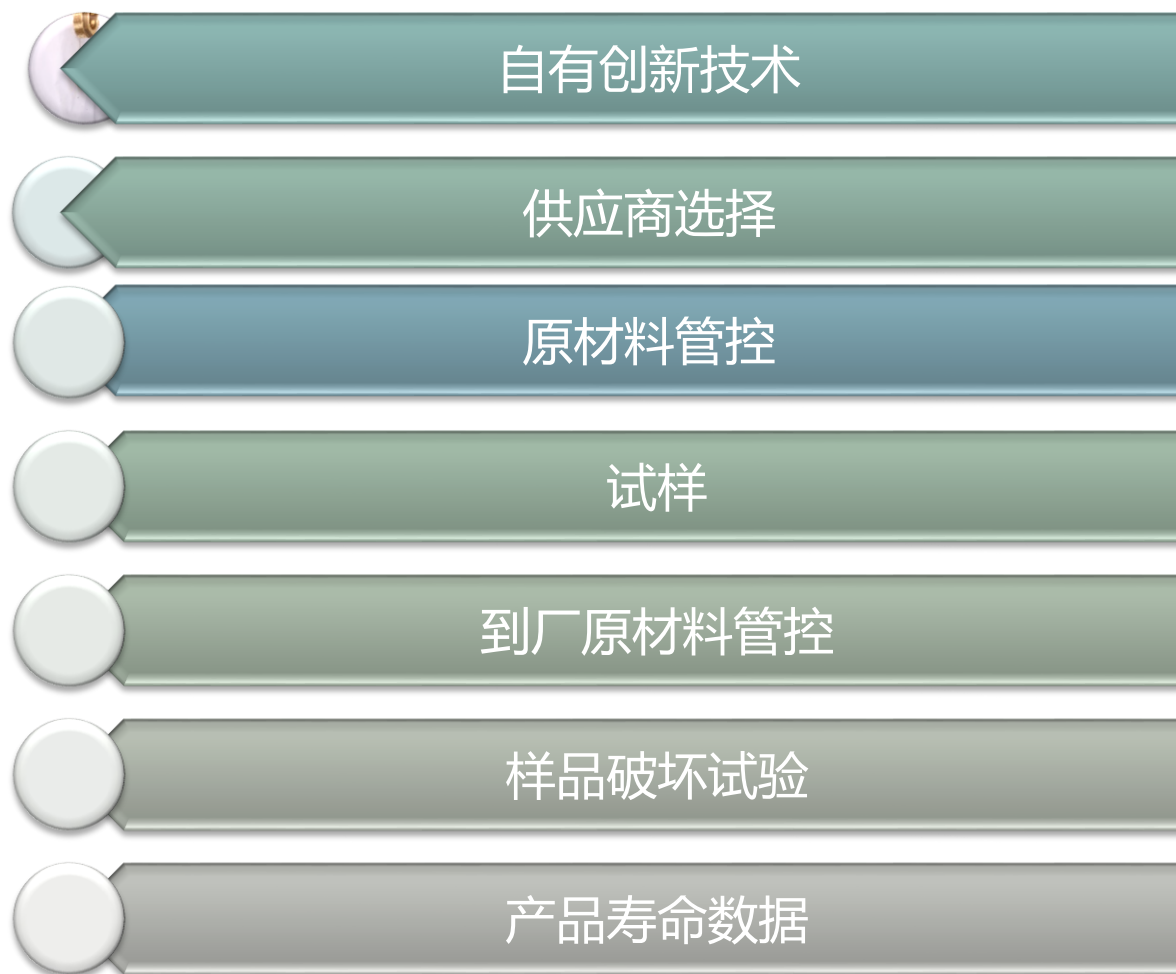 自有创新技术
供应商选择
原材料管控
试样
到厂原材料管控
样品破坏试验
产品寿命数据